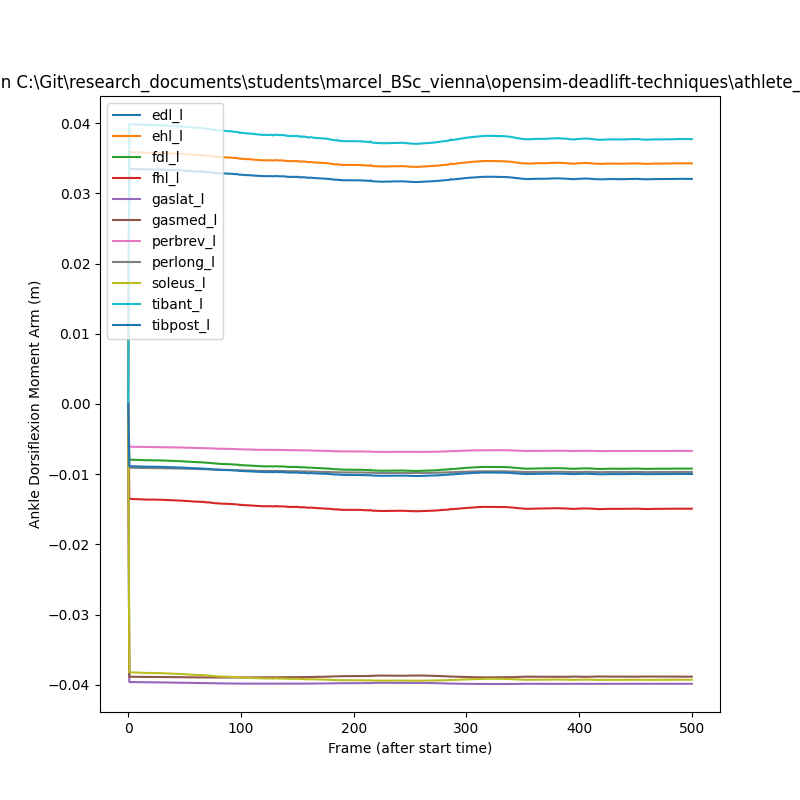 n C:\Git\research_documents\students\marcel_BSc_vienna\opensim-deadlift-techniques\athlete_
edl_l
ehl_l
fdl_l
fhl_l
gaslat_l
gasmed_l
perbrev_l
perlong_l
soleus_l
tibant_l
tibpost_l
0.04
0.03
0.02
0.01
0.00
−0.01
−0.02
−0.03
−0.04
Ankle Dorsiflexion Moment Arm (m)
0 100 200 300 400 500
Frame (after start time)